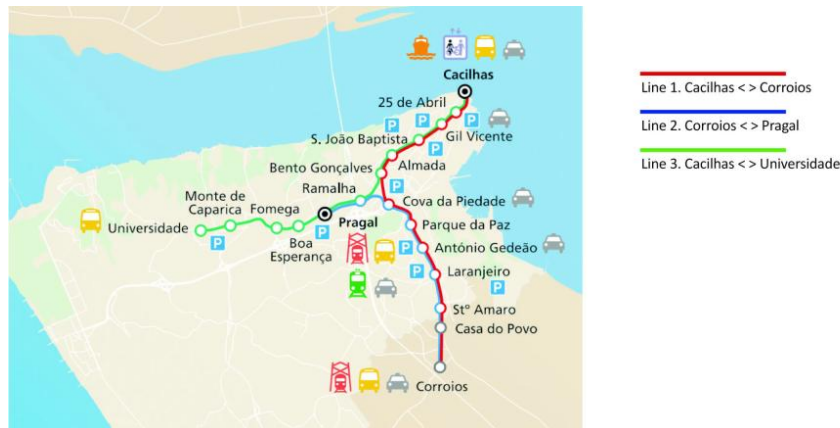 Cacilhas
25 de Abril
Gil Vicente
S. João Baptista
Almada
Bento Gonçalves
Ramalha
Cova da Piedade
Monte de
Caparica
Fomega
Universidade
Boa
Esperança
Pragal
Parque da Paz
António Gedeão
Laranjeiro
Stº Amaro
Casa do Povo
Corroios
P
P
P
P
P
P
P
P
P
P
Line 1. Cacilhas < > Corroios
Line 2. Corroios < > Pragal
Line 3. Cacilhas < > Universidade